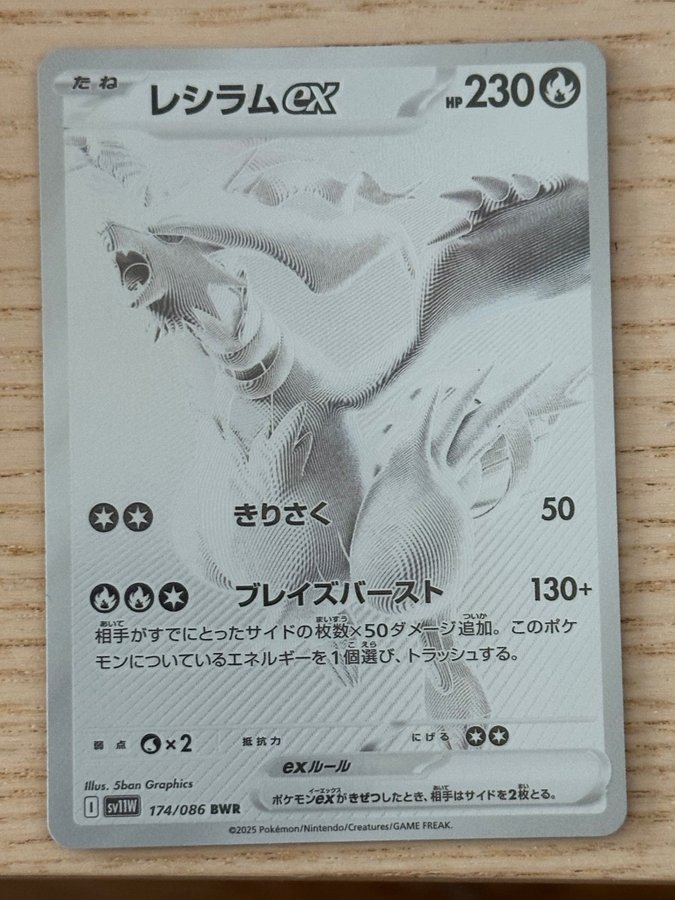 たね
レシラムex
HP230
きりさく 50
ブレイズバースト 130+
相手がすでにとったサイドの枚数×50ダメージ追加。このポケ
モンについているエネルギーを1個選び、トラッシュする。
弱点 ×2 抵抗力 にげる
exルール
ポケモンexがきぜつしたとき、相手はサイドを2枚とる。
Illus. 5ban Graphics
I sv11W 174/086 BWR
©2025 Pokémon/Nintendo/Creatures/GAME FREAK.